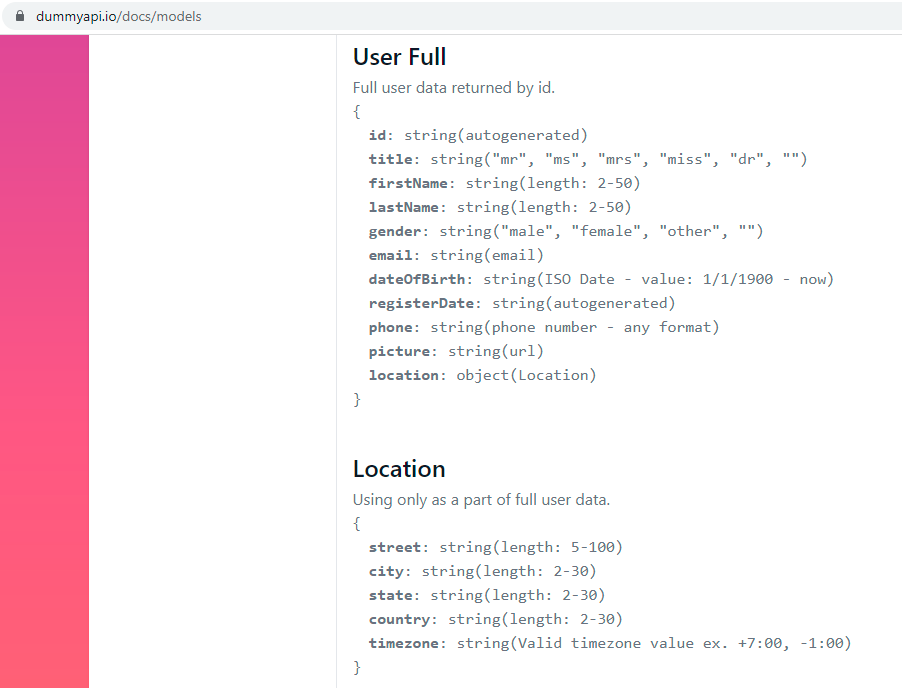 dummyapi.io/docs/models
User Full
Full user data returned by id.
{
id: string(autogenerated)
title: string("mr", "ms", "mrs", "miss", "dr", "")
firstName: string(length: 2-50)
lastName: string(length: 2-50)
gender: string("male", "female", "other", "")
email: string(email)
dateOfBirth: string(ISO Date - value: 1/1/1900 - now)
registerDate: string(autogenerated)
phone: string(phone number - any format)
picture: string(url)
location: object(Location)
}
Location
Using only as a part of full user data.
{
street: string(length: 5-100)
city: string(length: 2-30)
state: string(length: 2-30)
country: string(length: 2-30)
timezone: string(Valid timezone value ex. +7:00, -1:00)
}